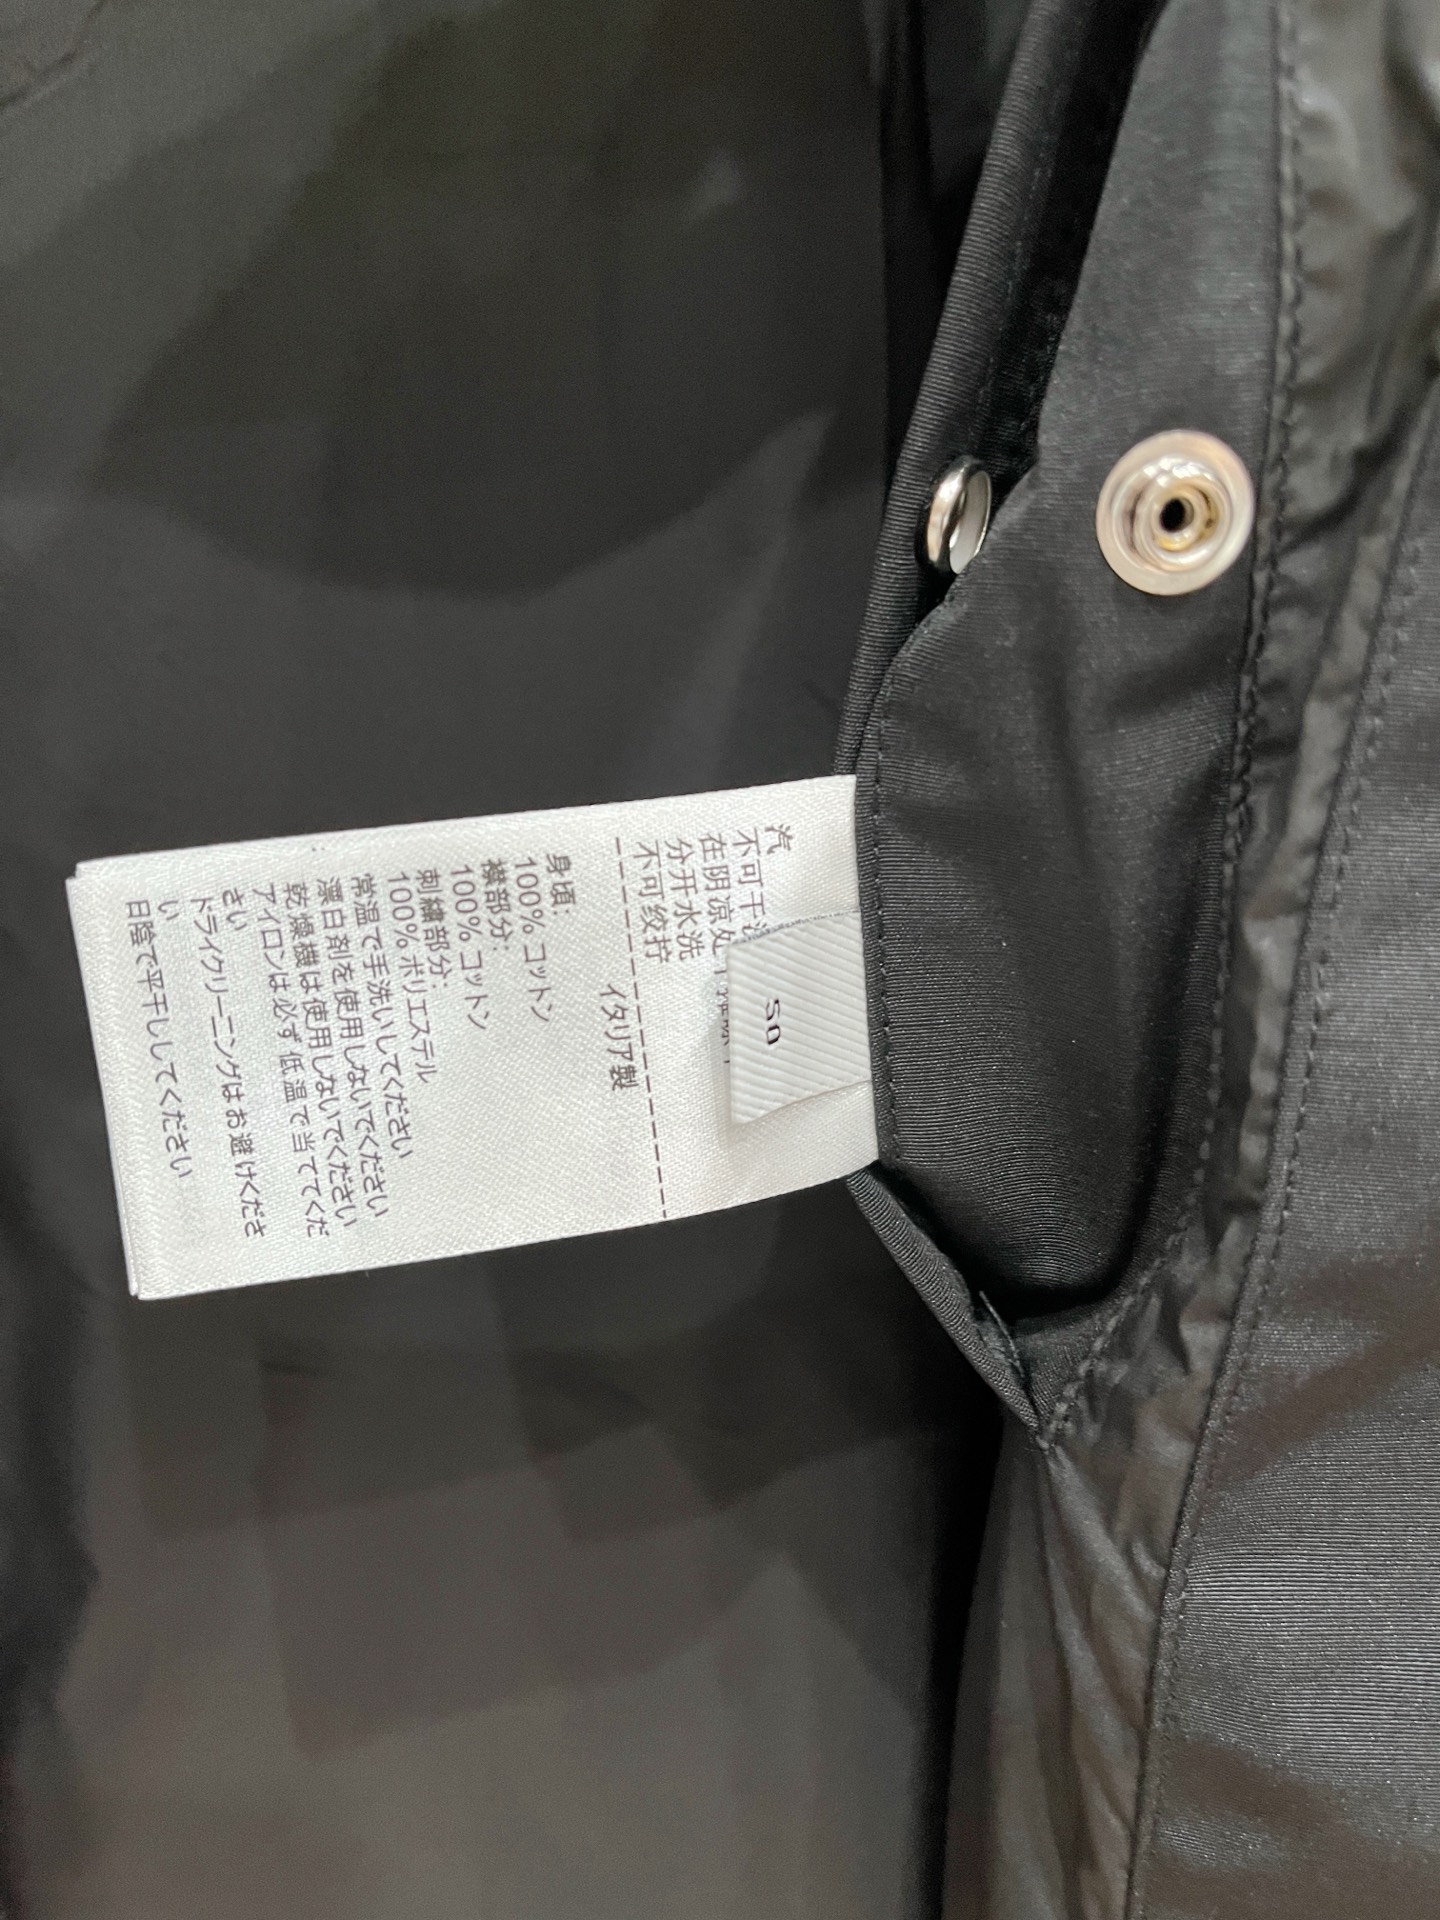 汽
不可干
在阴凉处
分开水洗
不可绞拧
イタリア製
身頃:
100% コットン
襟部分:
100% コットン
刺繍部分:
100% ポリエステル
常温で手洗いしてください
漂白剤を使用しないでください
乾燥機は使用しないでください
アイロンは必ず低温で当ててくだ
さい
ドライクリーニングはお避けくださ
い
日陰で平干ししてください